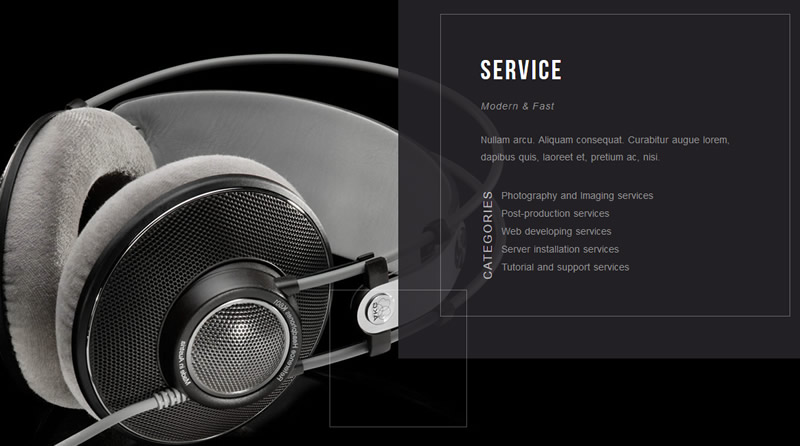 SERVICE
Modern & Fast
Nullam arcu. Aliquam consequat. Curabitur augue lorem,
dapibus quis, laoreet et, pretium ac, nisi.
CATEGORIES
Photography and Imaging services
Post-production services
Web developing services
Server installation services
Tutorial and support services
AKG